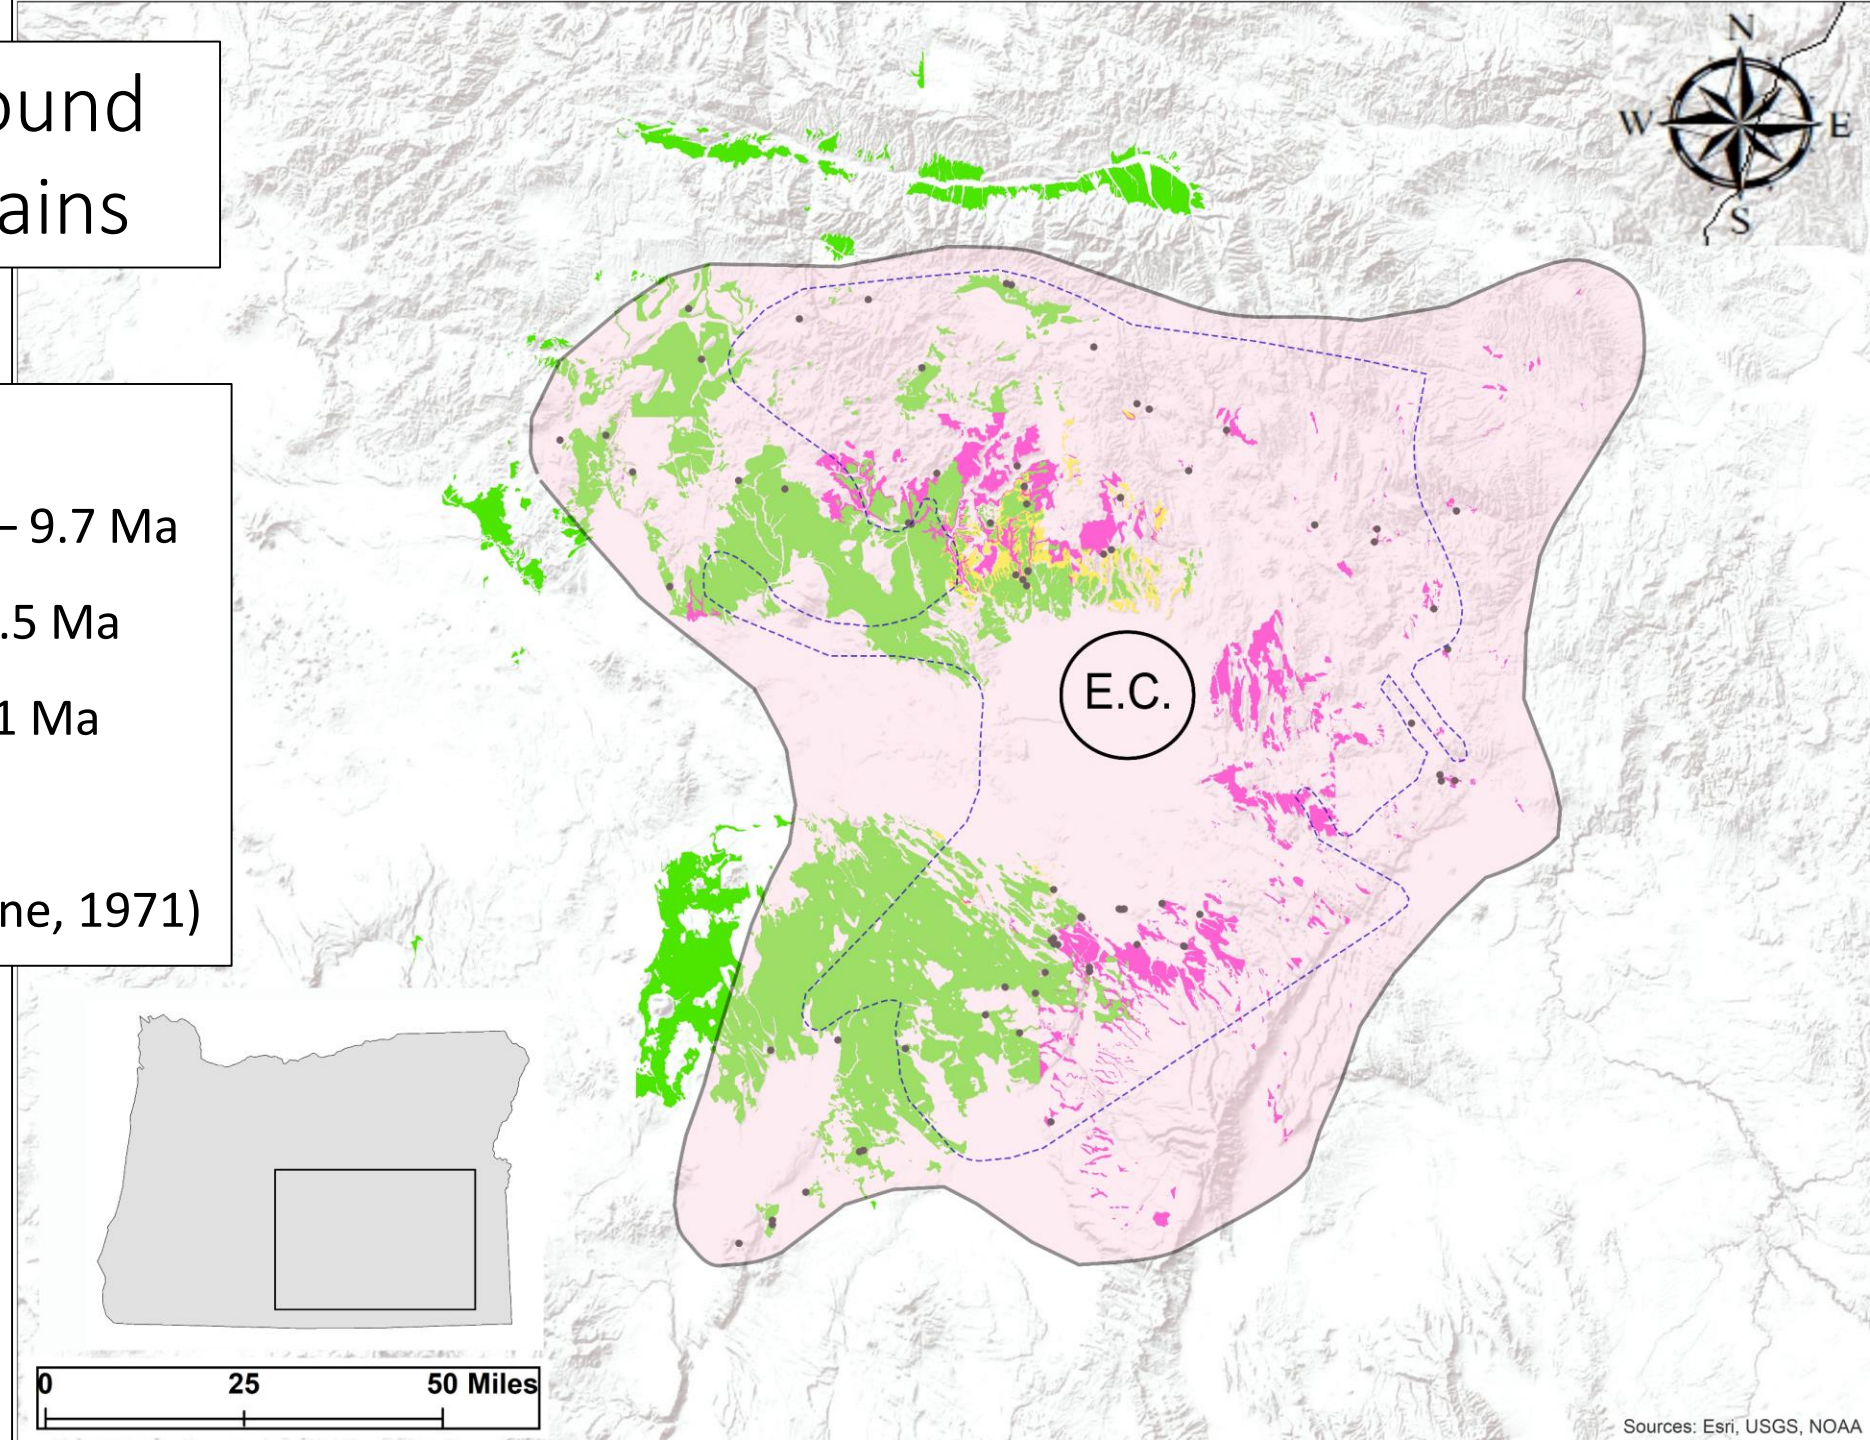 ound
ains
– 9.7 Ma
.5 Ma
1 Ma
ne, 1971)
N
W
E
S
E.C.
0 25 50 Miles
Sources: Esri, USGS, NOAA